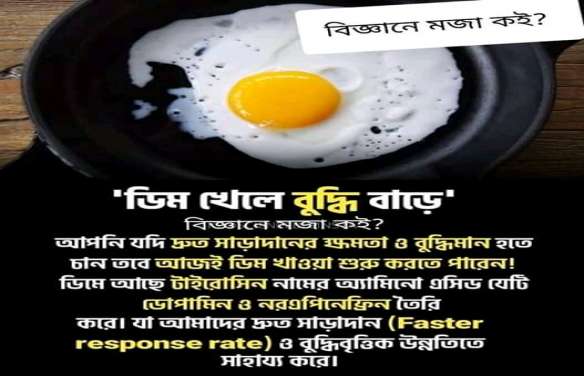 বিজ্ঞানে মজা কই?
'ডিম খেলে বুদ্ধি বাড়ে'
বিজ্ঞানে মজা কই?
আপনি যদি দ্রুত সাড়াদানের ক্ষমতা ও বুদ্ধিমান হতে
চান তবে আজই ডিম খাওয়া শুরু করতে পারেন!
ডিমে আছে টাইরোসিন নামের অ্যামিনো এসিড যেটি
ডোপামিন ও নরএপিনেফ্রিন তৈরি
করে। যা আমাদের দ্রুত সাড়াদান (Faster
response rate) ও বুদ্ধিবৃত্তিক উন্নতিতে
সাহায্য করে।